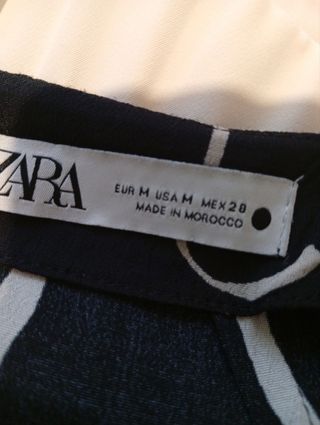 ZARA
EUR M USA M MEX 28
MADE IN MOROCCO